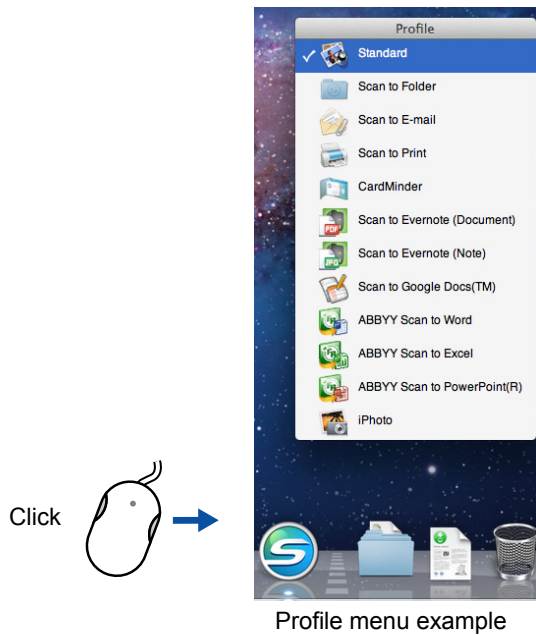 Profile
Standard
Scan to Folder
Scan to E-mail
Scan to Print
CardMinder
Scan to Evernote (Document)
Scan to Evernote (Note)
Scan to Google Docs(TM)
ABBYY Scan to Word
ABBYY Scan to Excel
ABBYY Scan to PowerPoint(R)
iPhoto
Click
Profile menu example